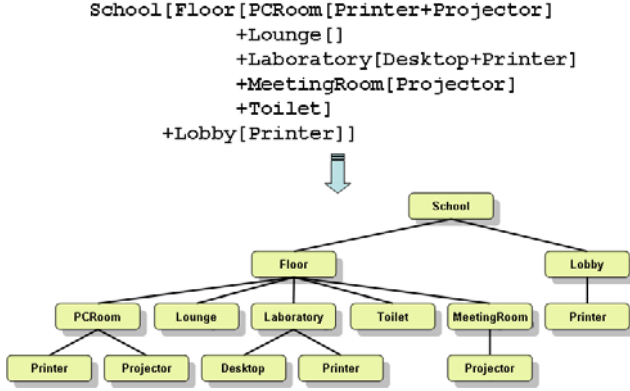 School[Floor[PCRoom[Printer+Projector]
+Lounge[]
+Laboratory[Desktop+Printer]
+MeetingRoom[Projector]
+Toilet]
+Lobby[Printer]]
School
Floor Lobby
PCRoom Lounge Laboratory Toilet MeetingRoom Printer
Printer Projector Desktop Printer Projector